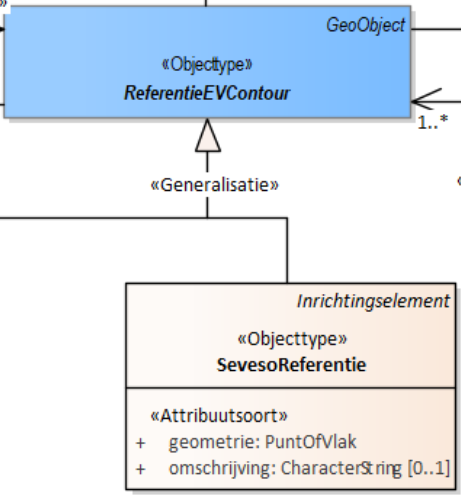 »
GeoObject
«Objecttype»
ReferentieEVContour
1..*
«Generalisatie»
«
Inrichtingselement
«Objecttype»
SevesoReferentie
«Attribuutsoort»
+ geometrie: PuntOfVlak
+ omschrijving: CharacterString [0..1]